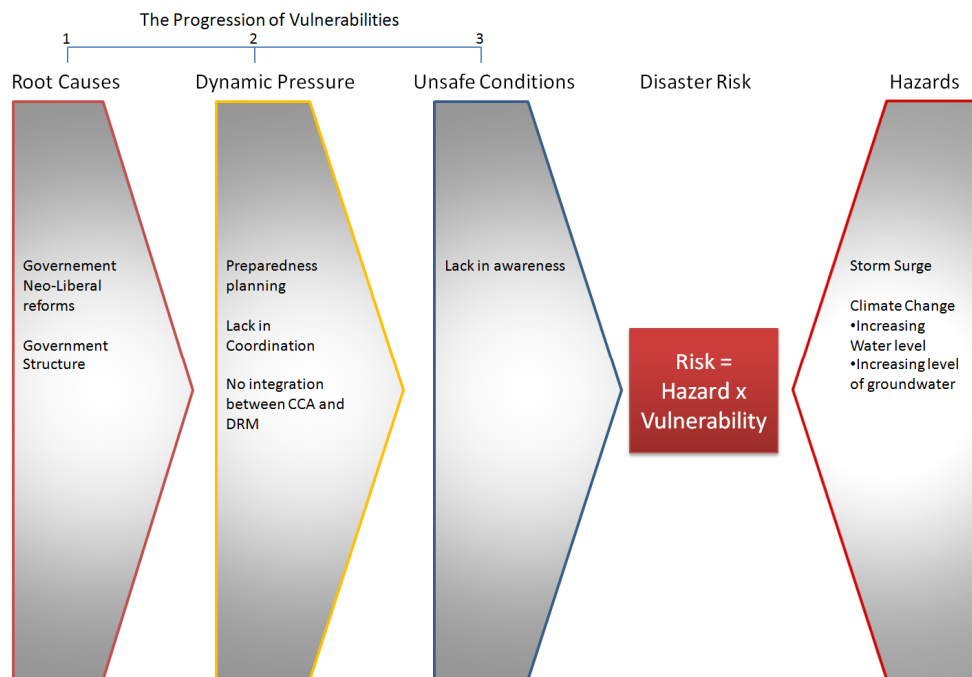 The Progression of Vulnerabilities
1
2
3
Root Causes
Dynamic Pressure
Unsafe Conditions
Disaster Risk
Hazards
Governement
Neo-Liberal
reforms
Government
Structure
Preparedness
planning
Lack in
Coordination
No integration
between CCA and
DRM
Lack in awareness
Risk =
Hazard x
Vulnerability
Storm Surge
Climate Change
•Increasing
Water level
•Increasing level
of groundwater